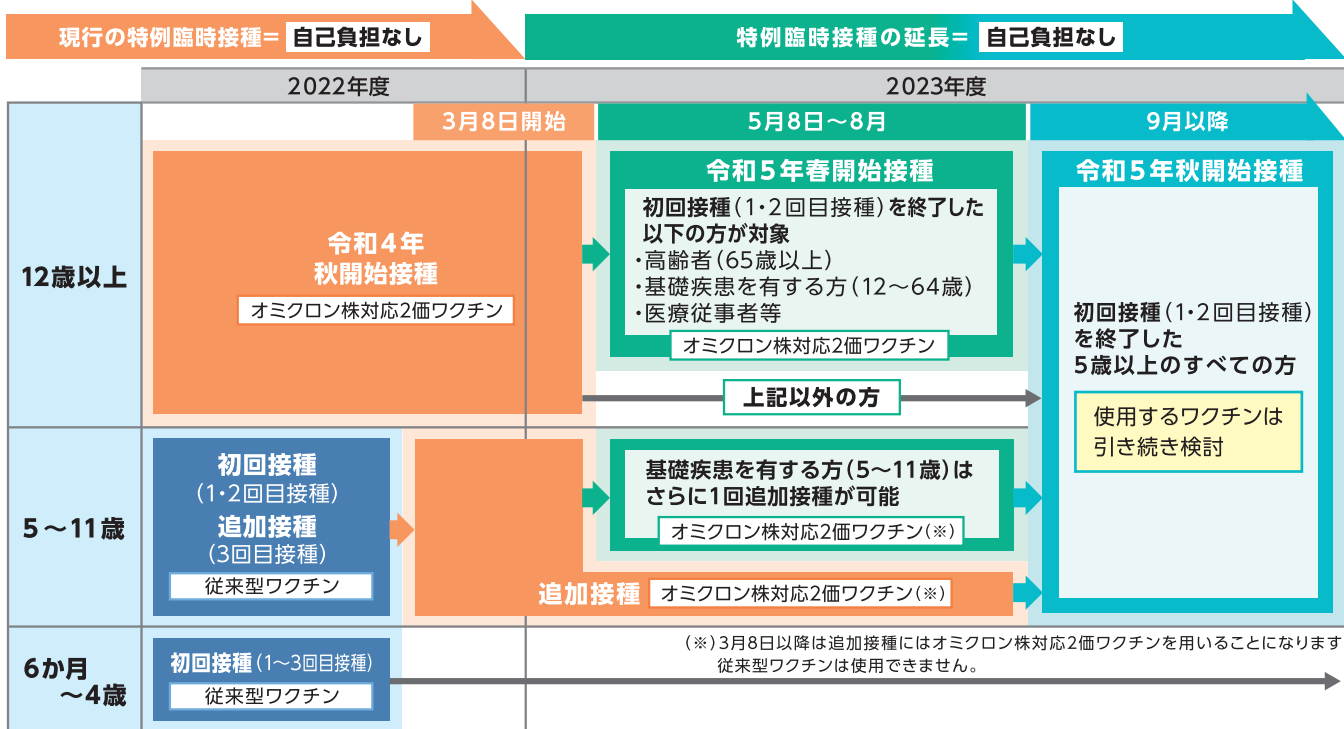 現行の特例臨時接種= 自己負担なし
特例臨時接種の延長= 自己負担なし
2022年度
2023年度
3月8日開始
5月8日～8月
9月以降
12歳以上
令和4年
秋開始接種
オミクロン株対応2価ワクチン
令和5年春開始接種
初回接種(1・2回目接種)を終了した
以下の方が対象
・高齢者(65歳以上)
・基礎疾患を有する方(12～64歳)
・医療従事者等
オミクロン株対応2価ワクチン
上記以外の方
令和5年秋開始接種
初回接種(1・2回目接種)
を終了した
5歳以上のすべての方
使用するワクチンは
引き続き検討
5～11歳
初回接種
(1・2回目接種)
追加接種
(3回目接種)
従来型ワクチン
基礎疾患を有する方(5～11歳)は
さらに1回追加接種が可能
オミクロン株対応2価ワクチン(※)
追加接種 オミクロン株対応2価ワクチン(※)
6か月
～4歳
初回接種(1～3回目接種)
従来型ワクチン
(※)3月8日以降は追加接種にはオミクロン株対応2価ワクチンを用いることになります
従来型ワクチンは使用できません。